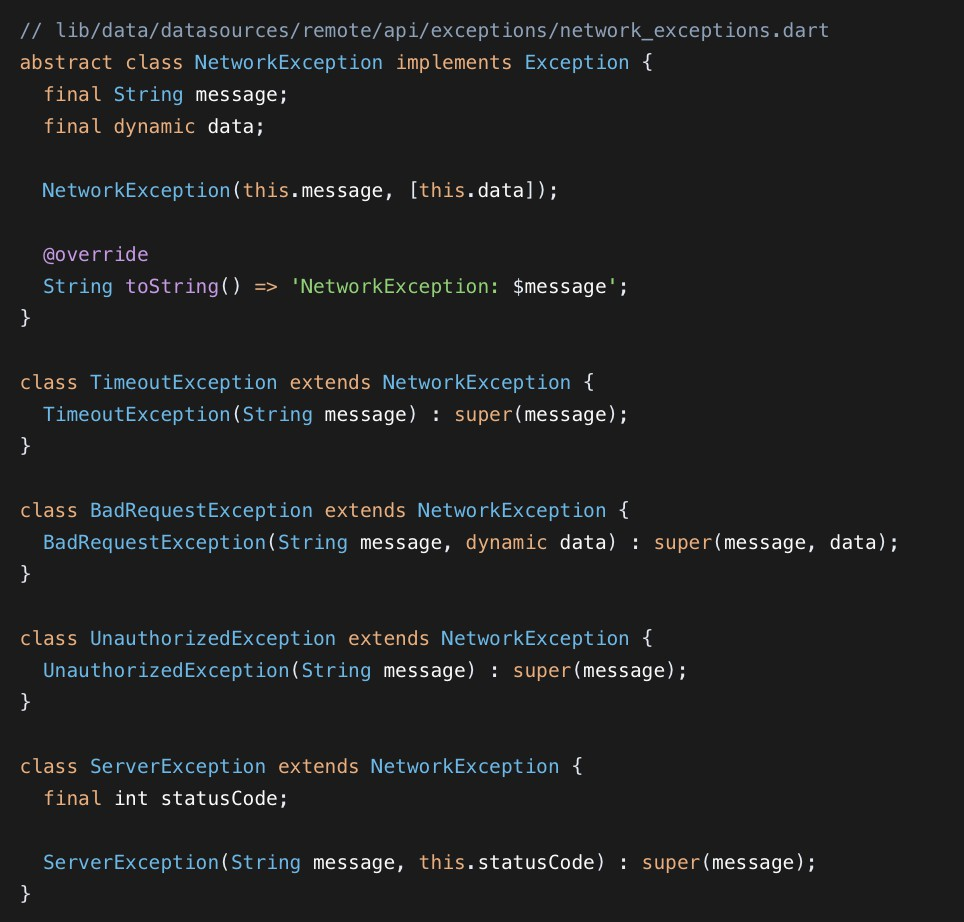 // lib/data/datasources/remote/api/exceptions/network_exceptions.dart
abstract class NetworkException implements Exception {
  final String message;
  final dynamic data;

  NetworkException(this.message, [this.data]);

  @override
  String toString() => 'NetworkException: $message';
}

class TimeoutException extends NetworkException {
  TimeoutException(String message) : super(message);
}

class BadRequestException extends NetworkException {
  BadRequestException(String message, dynamic data) : super(message, data);
}

class UnauthorizedException extends NetworkException {
  UnauthorizedException(String message) : super(message);
}

class ServerException extends NetworkException {
  final int statusCode;

  ServerException(String message, this.statusCode) : super(message);
}